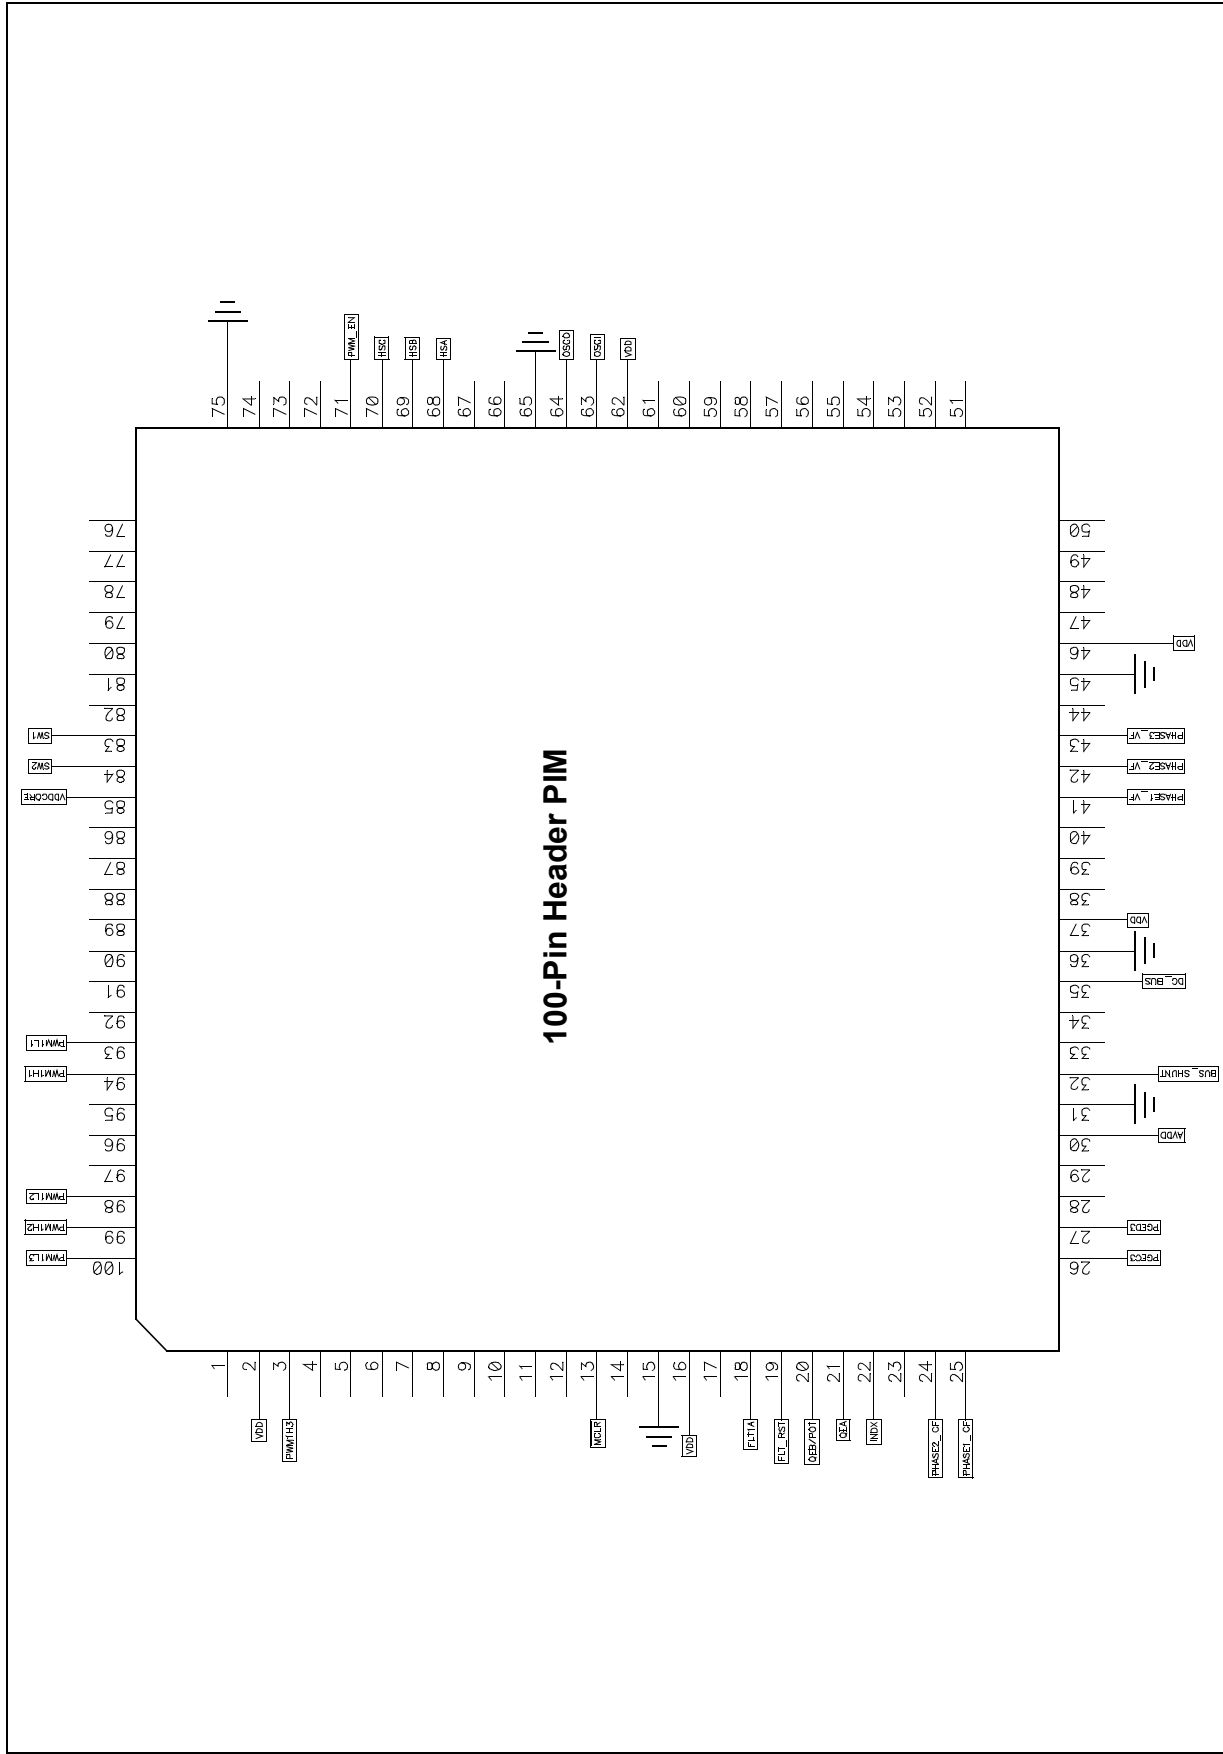 100-Pin Header PIM
1
2 VDD
3 PWM1H3
4
5
6
7
8
9
10
11
12
13 MCLR
14
15
16 VDD
17
18 FLT1A
19 FLT_RST
20 QEB/POT
21 QEA
22 INDX
23
24 PHASE2_CF
25 PHASE1_CF
26 PGEC3
27 PGED3
28
29
30 AVDD
31
32 BUS_SHUNT
33
34
35 DC_BUS
36
37 VDD
38
39
40
41 PHASE1_VF
42 PHASE2_VF
43 PHASE3_VF
44
45
46 VDD
47
48
49
50
51
52
53
54
55
56
57
58
59
60
61
62 VDD
63 OSCI
64 OSCO
65
66
67
68 HSA
69 HSB
70 HSC
71 PWM_EN
72
73
74
75
76
77
78
79
80
81
82
83 SW1
84 SW2
85 VDDCORE
86
87
88
89
90
91
92
93 PWM1L1
94 PWM1H1
95
96
97
98 PWM1L2
99 PWM1H2
100 PWM1L3